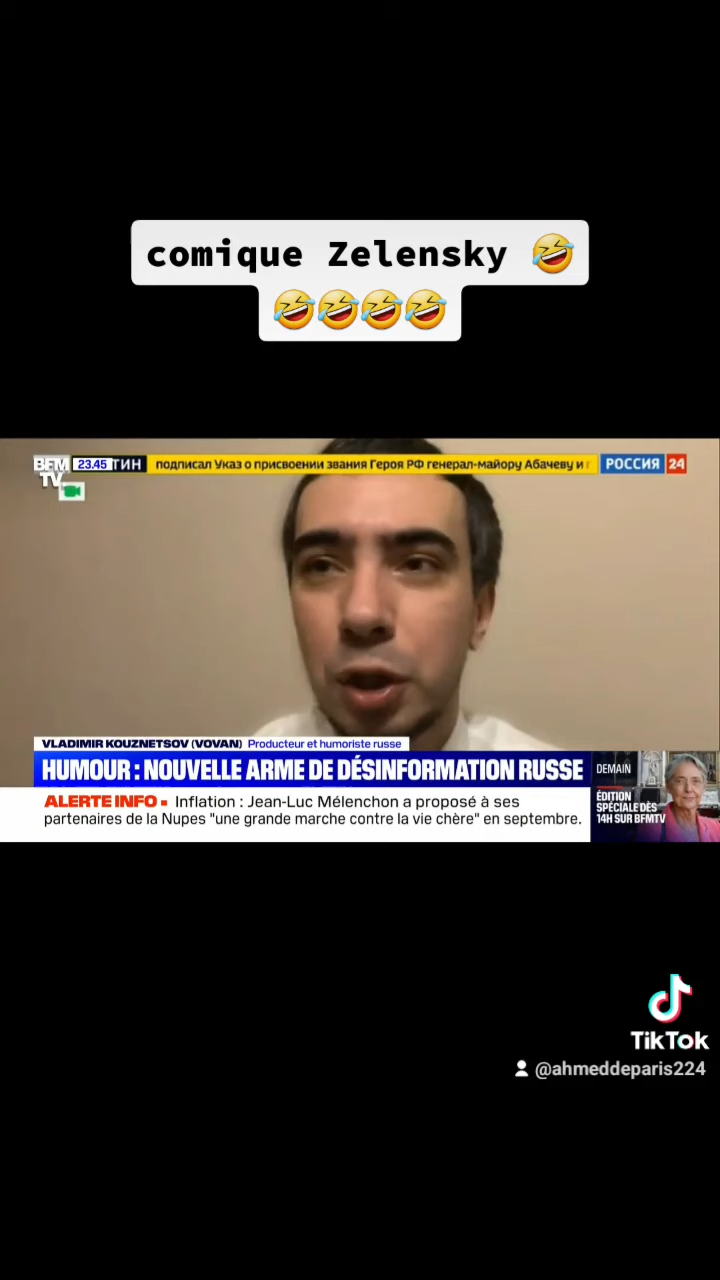 comique Zelensky 🤣
🤣🤣🤣🤣
BFM
TV
23.45
ТИН
подписал Указ о присвоении звания Героя РФ генерал-майору Абачеву и
РОССИЯ 24
VLADIMIR KOUZNETSOV (VOVAN) Producteur et humoriste russe
HUMOUR : NOUVELLE ARME DE DÉSINFORMATION RUSSE
DEMAIN
ÉDITION
SPÉCIALE DÈS
14H SUR BFMTV
ALERTE INFO ▪ Inflation : Jean-Luc Mélenchon a proposé à ses
partenaires de la Nupes "une grande marche contre la vie chère" en septembre.
TikTok
@ahmeddeparis224